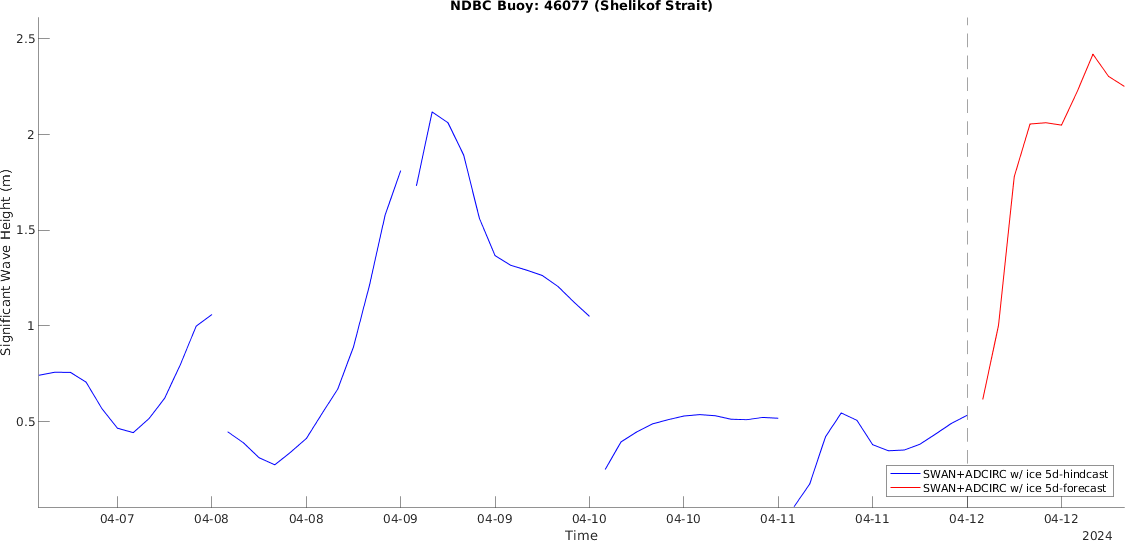 NDBC Buoy: 46077 (Shelikof Strait)
2.5
2
1.5
1
0.5
Significant Wave Height (m)
SWAN+ADCIRC w/ ice 5d-hindcast
SWAN+ADCIRC w/ ice 5d-forecast
04-07 04-08 04-08 04-09 04-09 04-10 04-10 04-11 04-11 04-12 04-12
Time
2024